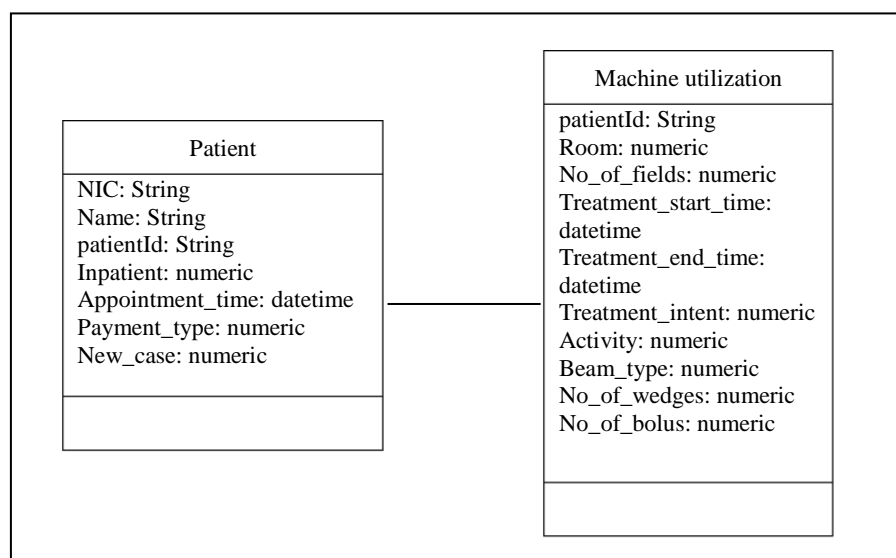 Patient
NIC: String
Name: String
patientId: String
Inpatient: numeric
Appointment_time: datetime
Payment_type: numeric
New_case: numeric
Machine utilization
patientId: String
Room: numeric
No_of_fields: numeric
Treatment_start_time:
datetime
Treatment_end_time:
datetime
Treatment_intent: numeric
Activity: numeric
Beam_type: numeric
No_of_wedges: numeric
No_of_bolus: numeric